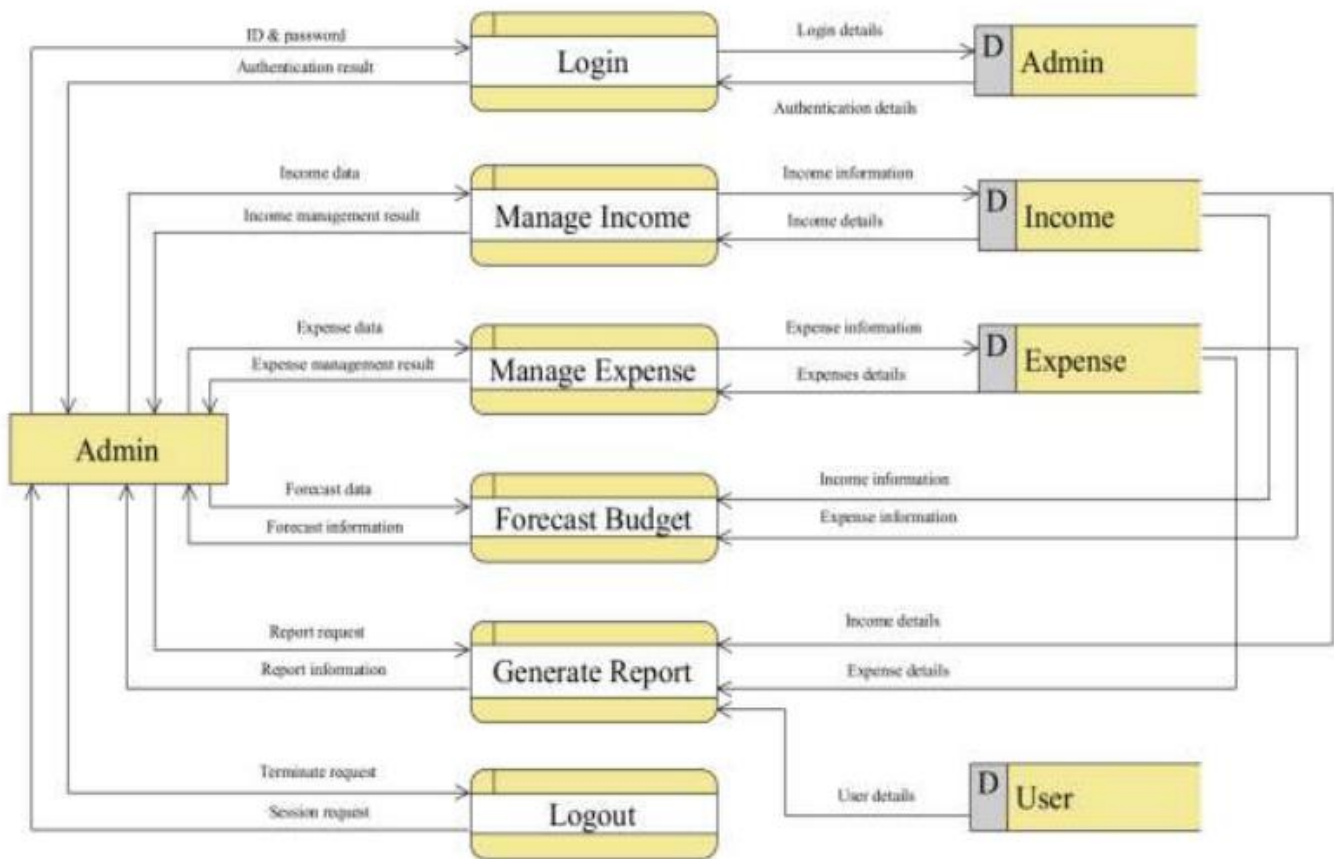 ID & password
Login details
Authentication result
Login
D
Admin
Authentication details
Income data
Income information
Income management result
Manage Income
Income details
D
Income
Expense data
Expense information
Expense management result
Manage Expense
Expenses details
D
Expense
Admin
Forecast data
Forecast information
Forecast Budget
Income information
Expense information
Report request
Report information
Generate Report
Income details
Expense details
Terminate request
Session request
Logout
User details
D
User